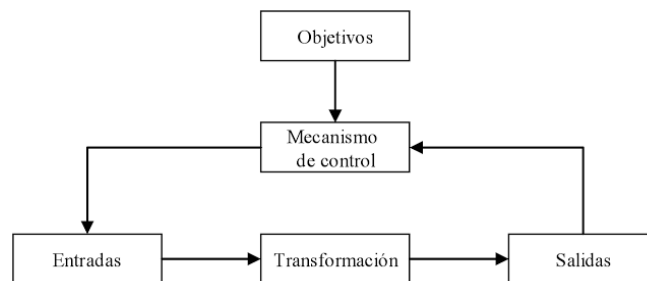 Objetivos
Mecanismo
de control
Entradas
Transformación
Salidas